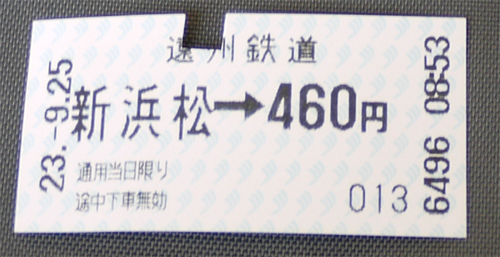 遠州鉄道
23.-9.25
新浜松→460円
通用当日限り
途中下車無効
013
6496 08:53